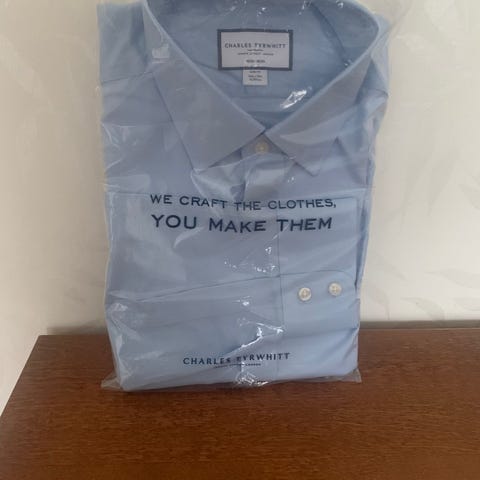 CHARLES TYRWHITT
WE CRAFT THE CLOTHES,
YOU MAKE THEM
CHARLES TYRWHITT